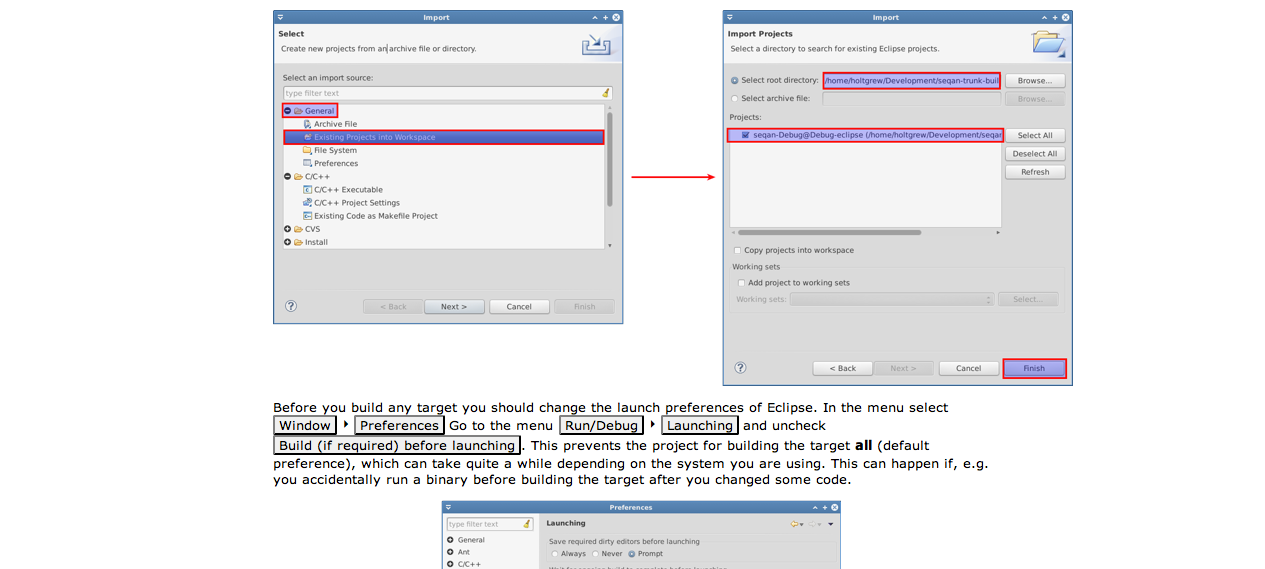 Import
Select
Create new projects from an archive file or directory.
Select an import source:
type filter text
General
Archive File
Existing Projects into Workspace
File System
Preferences
C/C++
C/C++ Executable
C/C++ Project Settings
Existing Code as Makefile Project
CVS
Install
< Back
Next >
Cancel
Finish
Import
Import Projects
Select a directory to search for existing Eclipse projects.
Select root directory: /home/holtgrew/Development/seqan-trunk-buil Browse...
Select archive file: Browse...
Projects:
seqan-Debug@Debug-eclipse (/home/holtgrew/Development/seqan Select All
Deselect All
Refresh
Copy projects into workspace
Working sets
Add project to working sets
Working sets: Select...
< Back
Next >
Cancel
Finish
Before you build any target you should change the launch preferences of Eclipse. In the menu select
Window ‣ Preferences Go to the menu Run/Debug ‣ Launching and uncheck
Build (if required) before launching. This prevents the project for building the target all (default
preference), which can take quite a while depending on the system you are using. This can happen if, e.g.
you accidentally run a binary before building the target after you changed some code.
Preferences
type filter text
General
Ant
C/C++
Launching
Save required dirty editors before launching
Always Never Prompt